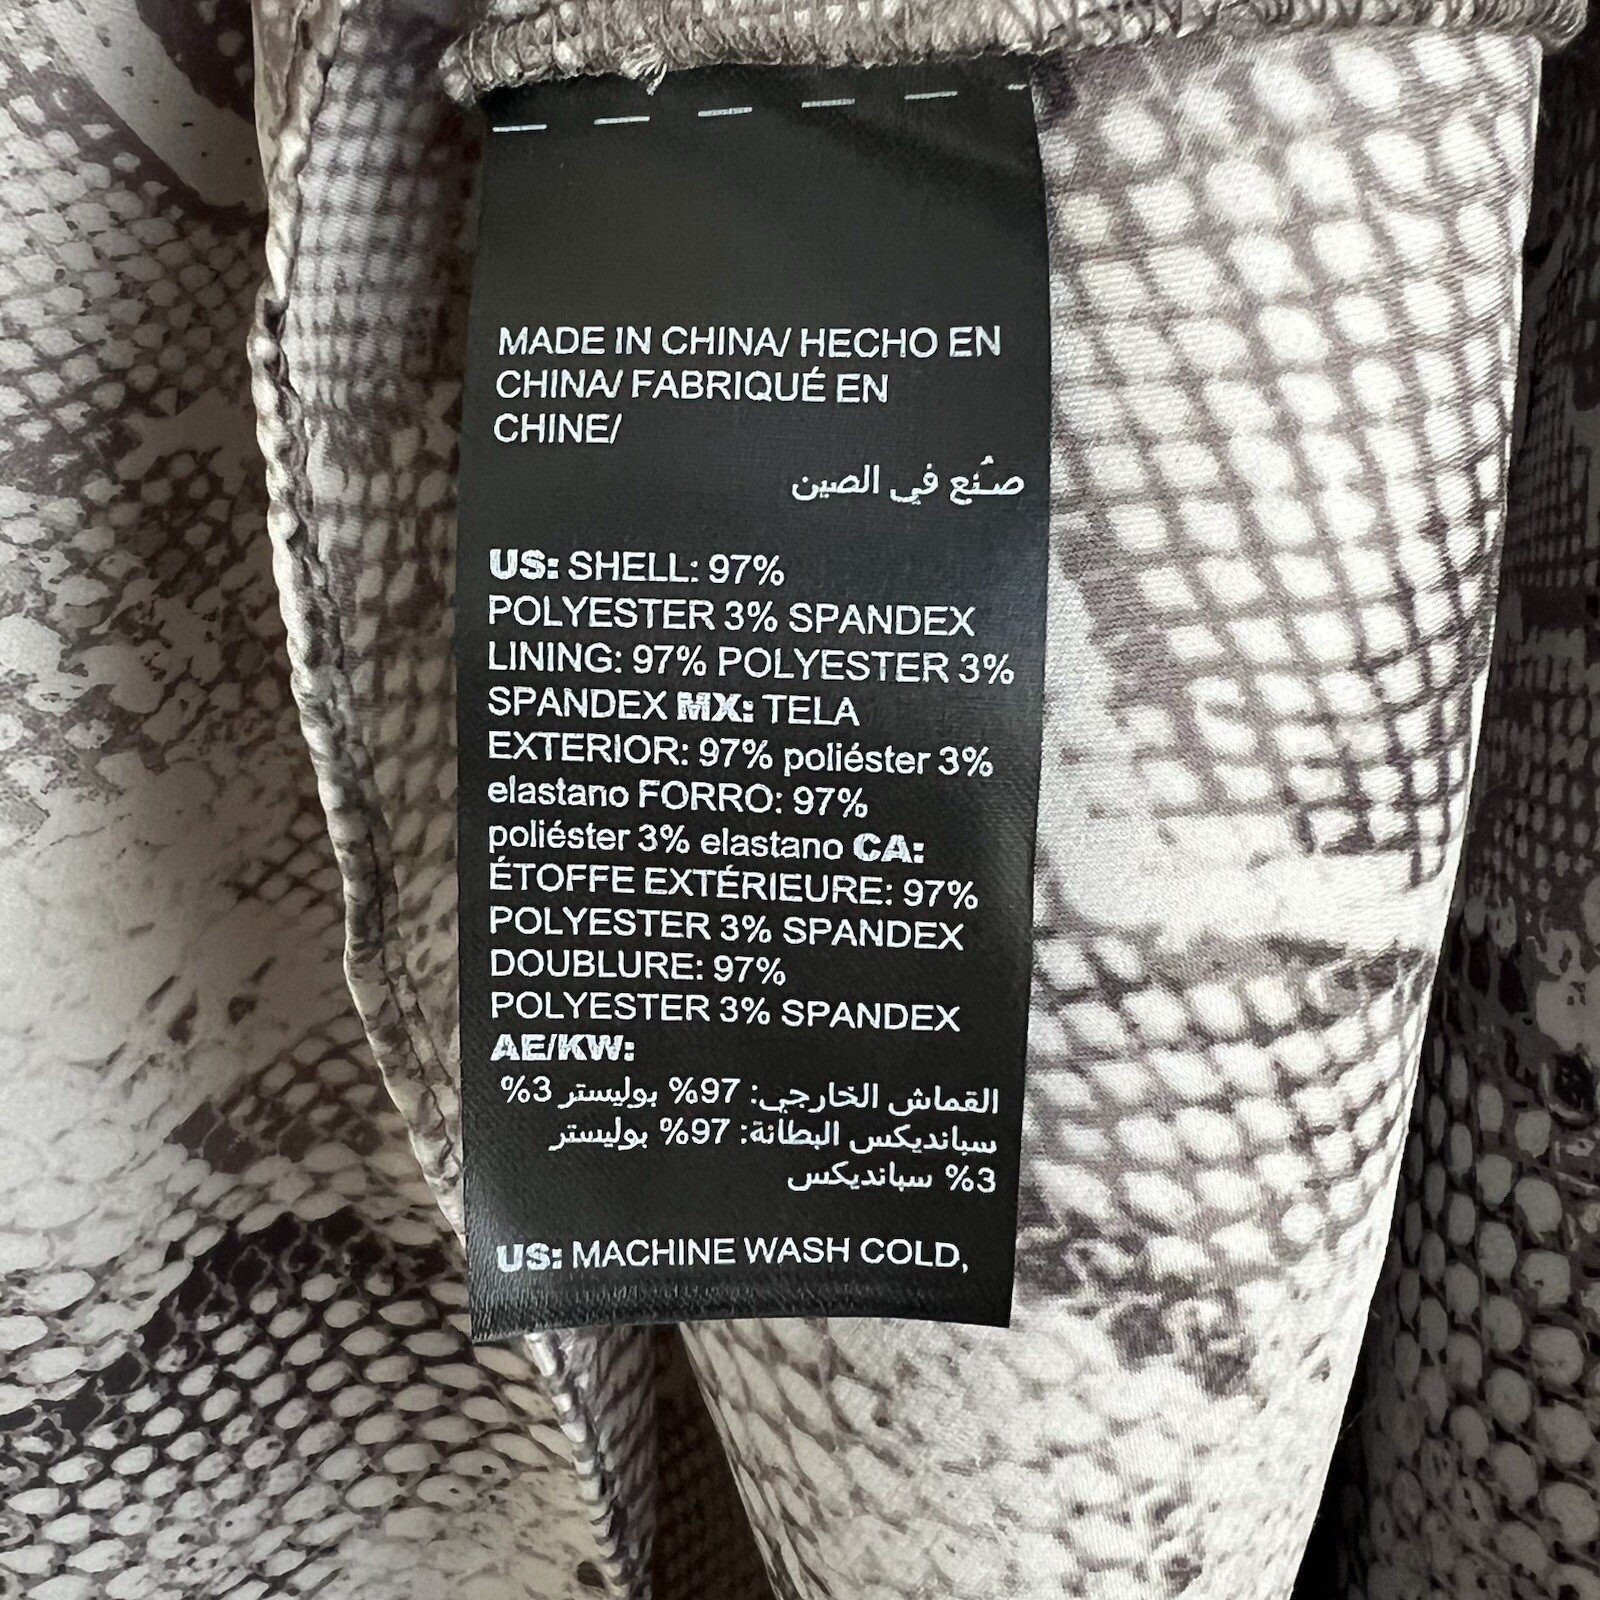 MADE IN CHINA/ HECHO EN
CHINA/ FABRIQUÉ EN
CHINE/
صُنع في الصين
US: SHELL: 97%
POLYESTER 3% SPANDEX
LINING: 97% POLYESTER 3%
SPANDEX MX: TELA
EXTERIOR: 97% poliéster 3%
elastano FORRO: 97%
poliéster 3% elastano CA:
ÉTOFFE EXTÉRIEURE: 97%
POLYESTER 3% SPANDEX
DOUBLURE: 97%
POLYESTER 3% SPANDEX
AE/KW:
القماش الخارجي: 97% بوليستر 3%
سبانديكس البطانة: 97% بوليستر
3% سبانديكس
US: MACHINE WASH COLD,